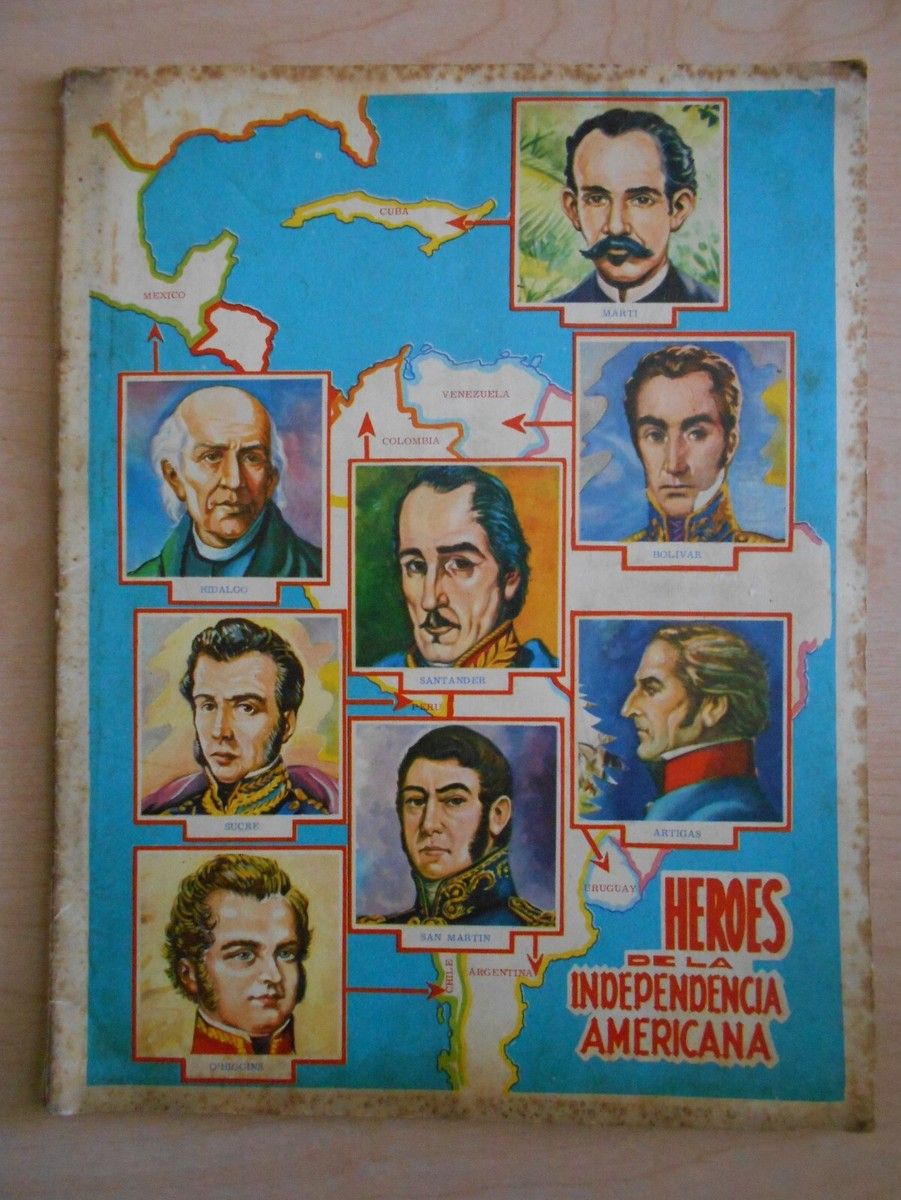 CUBA
MARTI
MEXICO
VENEZUELA
COLOMBIA
HIDALGO
BOLIVAR
SANTANDER
PERU
SUCRE
ARTIGAS
URUGUAY
SAN MARTIN
CHILE
ARGENTINA
O'HIGGINS
HEROES
DE LA
INDEPENDENCIA
AMERICANA